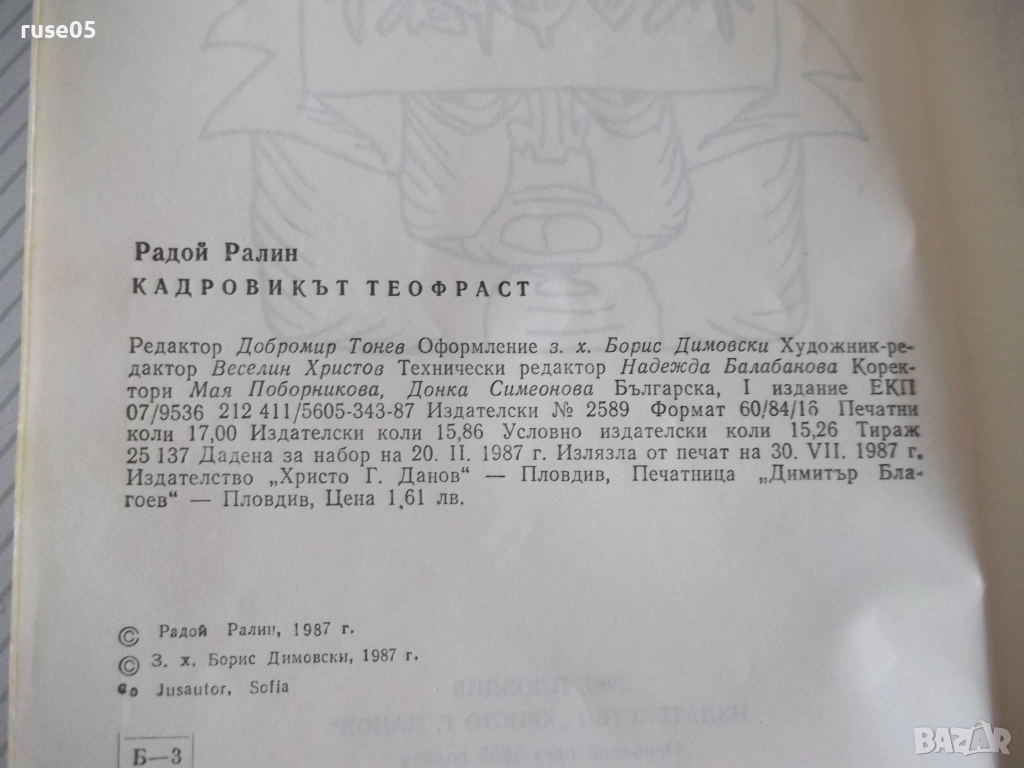 ruse05
Радой Ралин
КАДРОВИКЪТ ТЕОФРАСТ
Редактор Добромир Тонев Оформление з. х. Борис Димовски Художник-ре-
дактор Веселин Христов Технически редактор Надежда Балабанова Корек-
тори Мая Поборникова, Донка Симеонова Българска, I издание ЕКП
07/9536 212 411/5605-343-87 Издателски № 2589 Формат 60/84/16 Печатни
коли 17,00 Издателски коли 15,86 Условно издателски коли 15,26 Тираж
25 137 Дадена за набор на 20. II. 1987 г. Излязла от печат на 30. VII. 1987 г.
Издателство „Христо Г. Данов“ — Пловдив, Печатница „Димитър Бла-
гоев“ — Пловдив, Цена 1,61 лв.
© Радой Ралин, 1987 г.
© З. х. Борис Димовски, 1987 г.
Jusautor, Sofia
Б—3
BAZAR